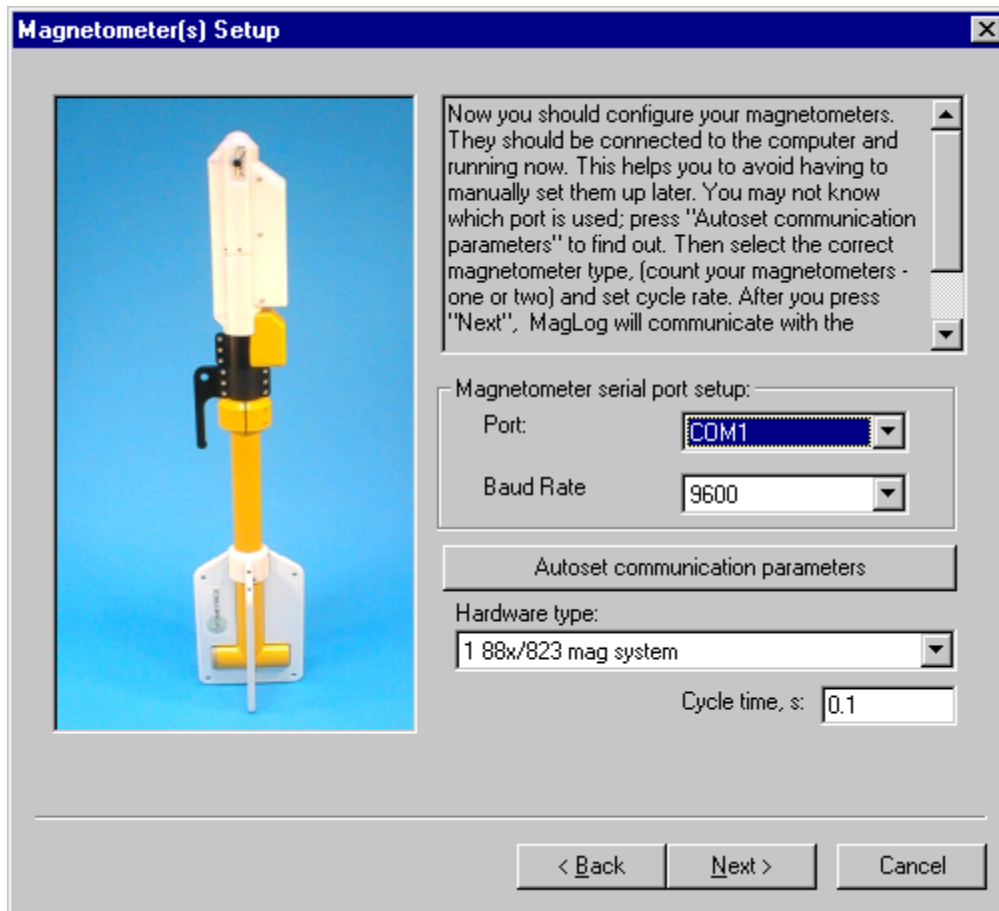 Magnetometer(s) Setup
Now you should configure your magnetometers.
They should be connected to the computer and
running now. This helps you to avoid having to
manually set them up later. You may not know
which port is used; press "Autoset communication
parameters" to find out. Then select the correct
magnetometer type, (count your magnetometers -
one or two) and set cycle rate. After you press
"Next",  MagLog will communicate with the
Magnetometer serial port setup:
Port:
COM1
Baud Rate
9600
Autoset communication parameters
Hardware type:
1 88x/823 mag system
Cycle time, s:
0.1
< Back
Next >
Cancel